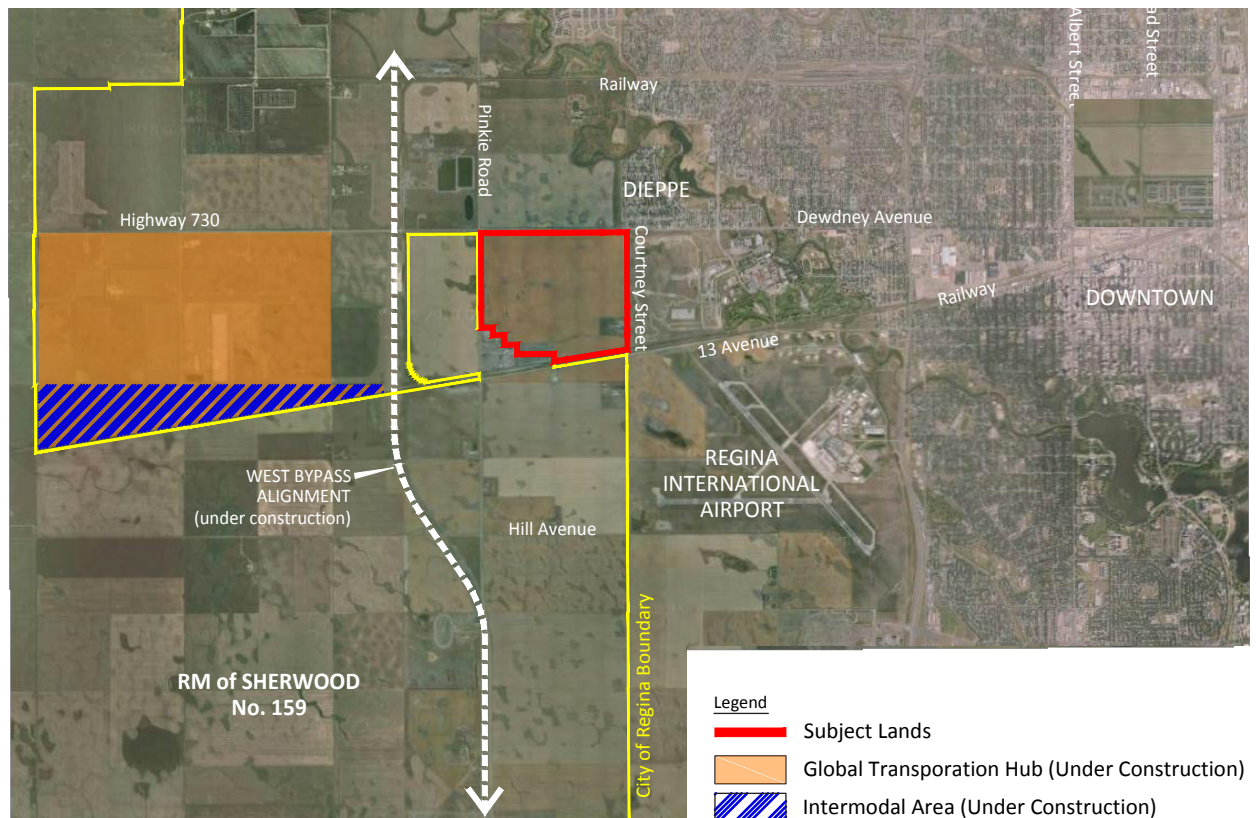 Albert Street
ad Street
Railway
Pinkie Road
DIEPPE
Highway 730
Dewdney Avenue
Courtney Street
Railway
DOWNTOWN
13 Avenue
REGINA
INTERNATIONAL
AIRPORT
WEST BYPASS
ALIGNMENT
(under construction)
Hill Avenue
City of Regina Boundary
RM of SHERWOOD
No. 159
Legend
Subject Lands
Global Transporation Hub (Under Construction)
Intermodal Area (Under Construction)